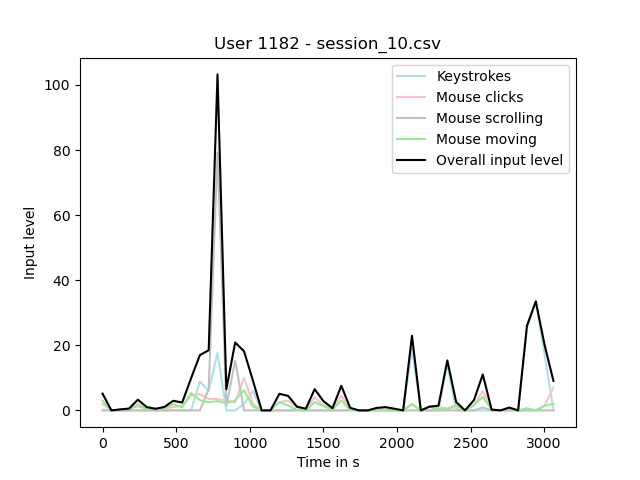 User 1182 - session_10.csv
Keystrokes
Mouse clicks
Mouse scrolling
Mouse moving
Overall input level
Input level
100
80
60
40
20
0
0 500 1000 1500 2000 2500 3000
Time in s